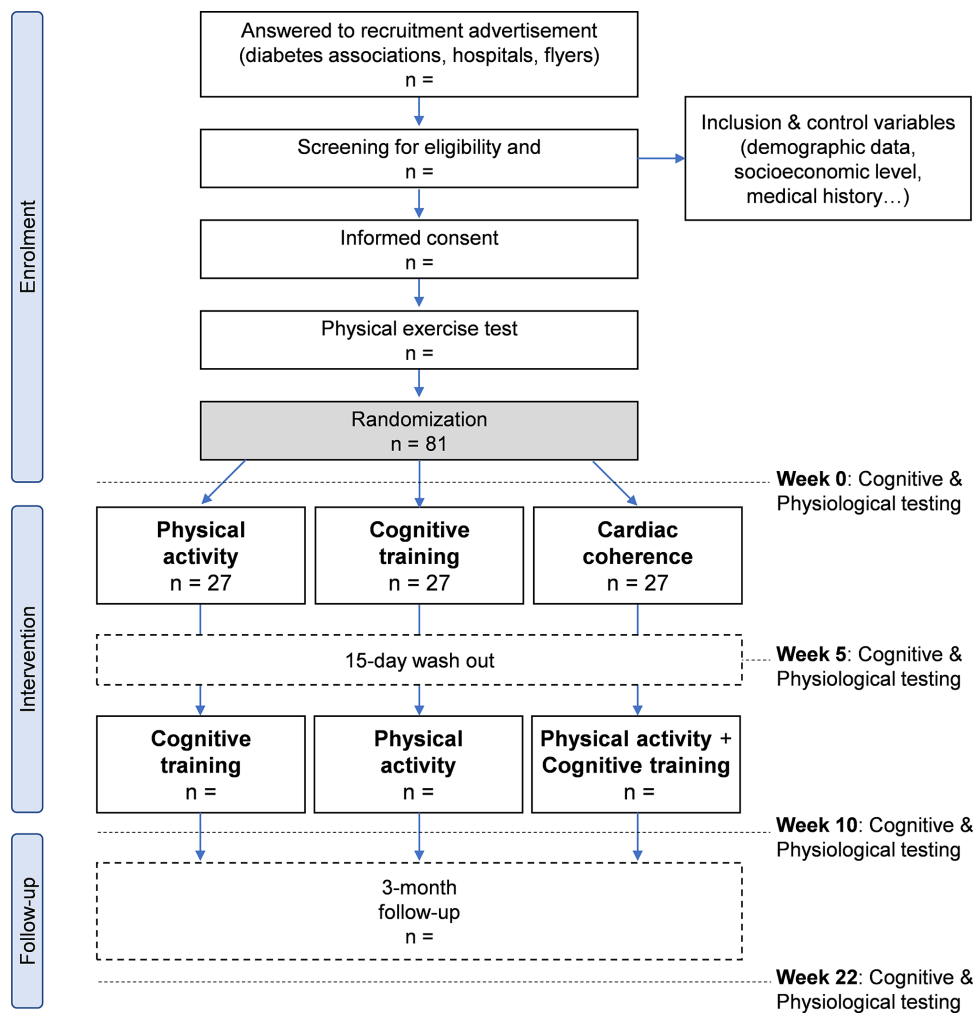 Enrolment
Answered to recruitment advertisement
(diabetes associations, hospitals, flyers)
n =
Screening for eligibility and
n =
Inclusion & control variables
(demographic data,
socioeconomic level,
medical history…)
Informed consent
n =
Physical exercise test
n =
Randomization
n = 81
Week 0: Cognitive &
Physiological testing
Intervention
Physical
activity
n = 27
Cognitive
training
n = 27
Cardiac
coherence
n = 27
15-day wash out
Week 5: Cognitive &
Physiological testing
Cognitive
training
n =
Physical
activity
n =
Physical activity +
Cognitive training
n =
Week 10: Cognitive &
Physiological testing
Follow-up
3-month
follow-up
n =
Week 22: Cognitive &
Physiological testing